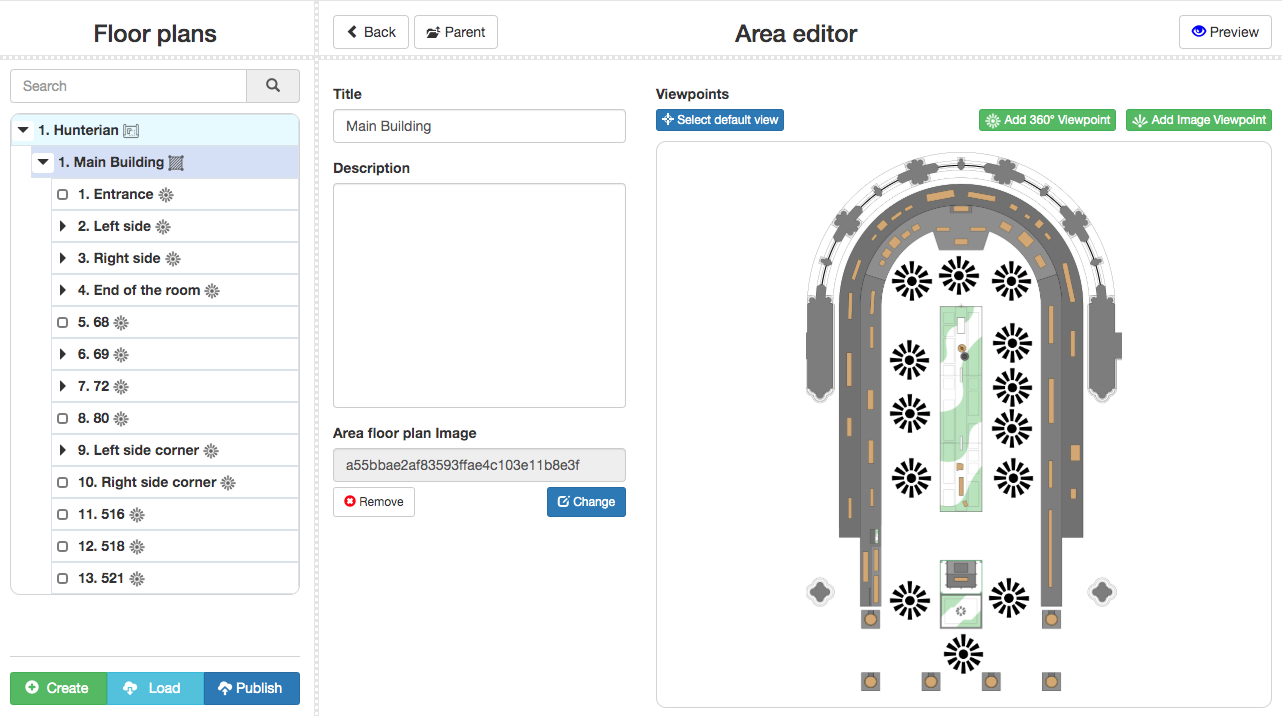 Floor plans
Back
Parent
Area editor
Preview
Search
1. Hunterian
1. Main Building
1. Entrance
2. Left side
3. Right side
4. End of the room
5. 68
6. 69
7. 72
8. 80
9. Left side corner
10. Right side corner
11. 516
12. 518
13. 521
Create
Load
Publish
Title
Main Building
Description
Area floor plan Image
a55bbae2af83593ffae4c103e11b8e3f
Remove
Change
Viewpoints
Select default view
Add 360° Viewpoint
Add Image Viewpoint